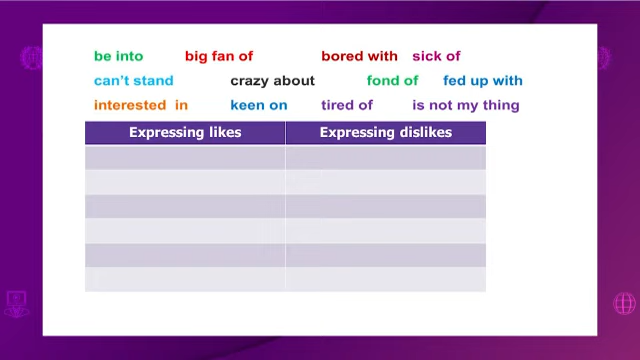 be into big fan of bored with sick of
can't stand crazy about fond of fed up with
interested in keen on tired of is not my thing
Expressing likes Expressing dislikes